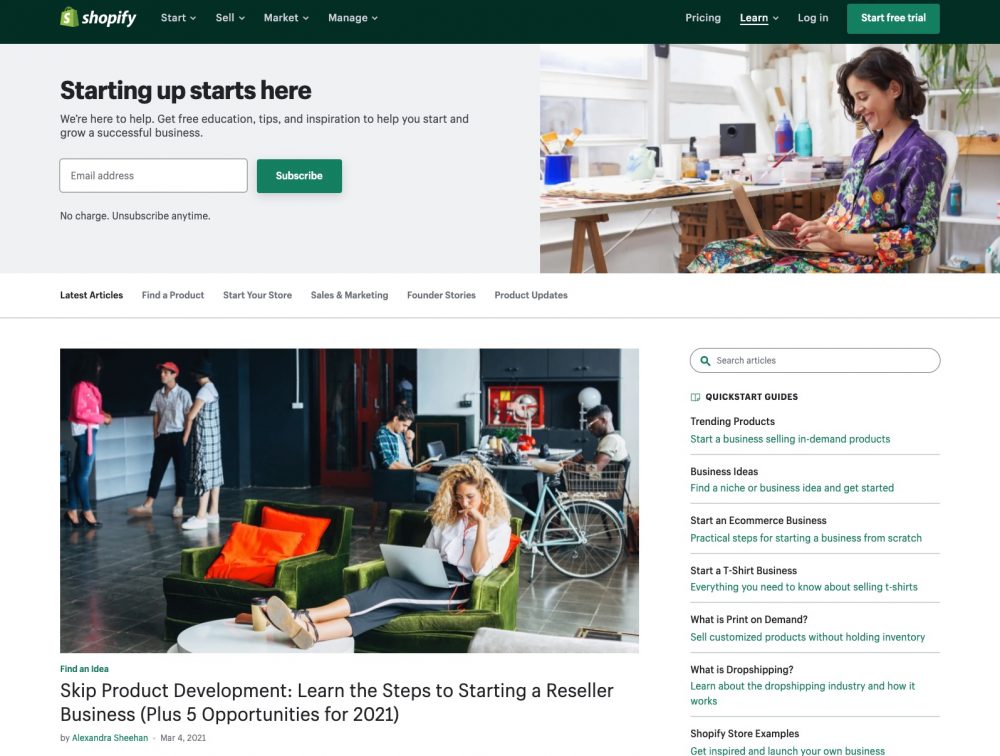 shopify
Start
Sell
Market
Manage
Pricing
Learn
Log in
Start free trial
Starting up starts here
We're here to help. Get free education, tips, and inspiration to help you start and
grow a successful business.
Email address
Subscribe
No charge. Unsubscribe anytime.
Latest Articles
Find a Product
Start Your Store
Sales & Marketing
Founder Stories
Product Updates
Find an Idea
Skip Product Development: Learn the Steps to Starting a Reseller
Business (Plus 5 Opportunities for 2021)
by Alexandra Sheehan · Mar 4, 2021
Search articles
QUICKSTART GUIDES
Trending Products
Start a business selling in-demand products
Business Ideas
Find a niche or business idea and get started
Start an Ecommerce Business
Practical steps for starting a business from scratch
Start a T-Shirt Business
Everything you need to know about selling t-shirts
What is Print on Demand?
Sell customized products without holding inventory
What is Dropshipping?
Learn about the dropshipping industry and how it
works
Shopify Store Examples
Get inspired and launch your own business